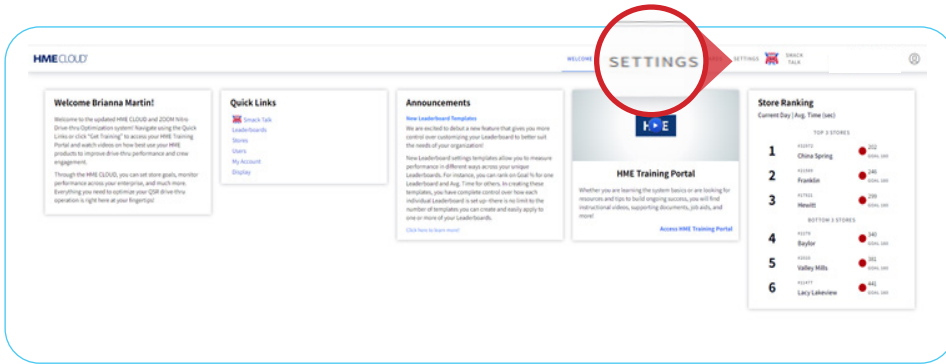 HME CLOUD
WELCOME
SETTINGS
SETTINGS
SMACK
TALK
Welcome Brianna Martin!
Welcome to the updated HME CLOUD and ZOOM Nitro
Drive-thru Optimization system! Navigate using the Quick
Links or click "Get Training" to access your HME Training
Portal and watch videos on how best use your HME
products to improve drive-thru performance and crew
engagement.
Through the HME CLOUD, you can set store goals, monitor
performance across your enterprise, and much more.
Everything you need to optimize your QSR drive-thru
operation is right here at your fingertips!
Quick Links
Smack Talk
Leaderboards
Stores
Users
My Account
Display
Announcements
New Leaderboard Templates
We are excited to debut a new feature that gives you more
control over customizing your Leaderboard to better suit
the needs of your organization!
New Leaderboard settings templates allow you to measure
performance in different ways across your unique
Leaderboards. For instance, you can rank on Goal % for one
Leaderboard and Avg. Time for others. In creating these
templates, you have complete control over how each
individual Leaderboard is set up-there is no limit to the
number of templates you can create and easily apply to
one or more of your Leaderboards.
Click here to learn more!
HME
HME Training Portal
Whether you are learning the system basics or are looking for
resources and tips to build ongoing success, you will find
instructional videos, supporting documents, job aids, and
more!
Access HME Training Portal
Store Ranking
Current Day | Avg. Time (sec)
TOP 3 STORES
1
China Spring
202
2
Franklin
246
3
Hewitt
299
BOTTOM 3 STORES
4
Baylor
340
5
Valley Mills
6
Lacy Lakeview
441